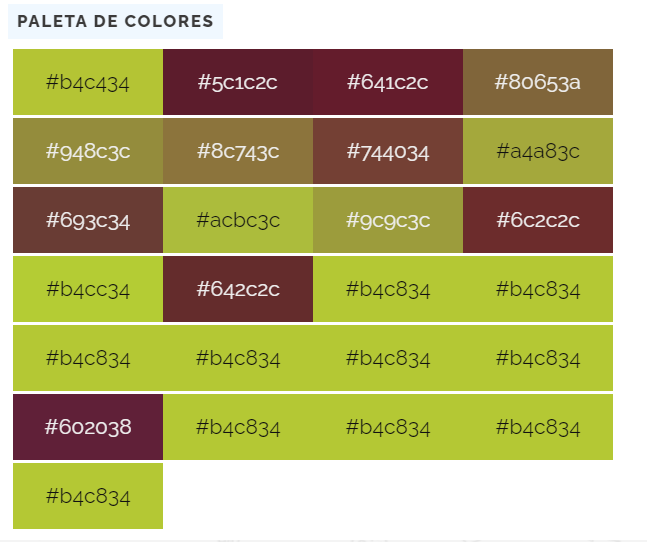 PALETA DE COLORES
#b4c434 #5c1c2c #641c2c #80653a
#948c3c #8c743c #744034 #a4a83c
#693c34 #acbc3c #9c9c3c #6c2c2c
#b4cc34 #642c2c #b4c834 #b4c834
#b4c834 #b4c834 #b4c834 #b4c834
#602038 #b4c834 #b4c834 #b4c834
#b4c834